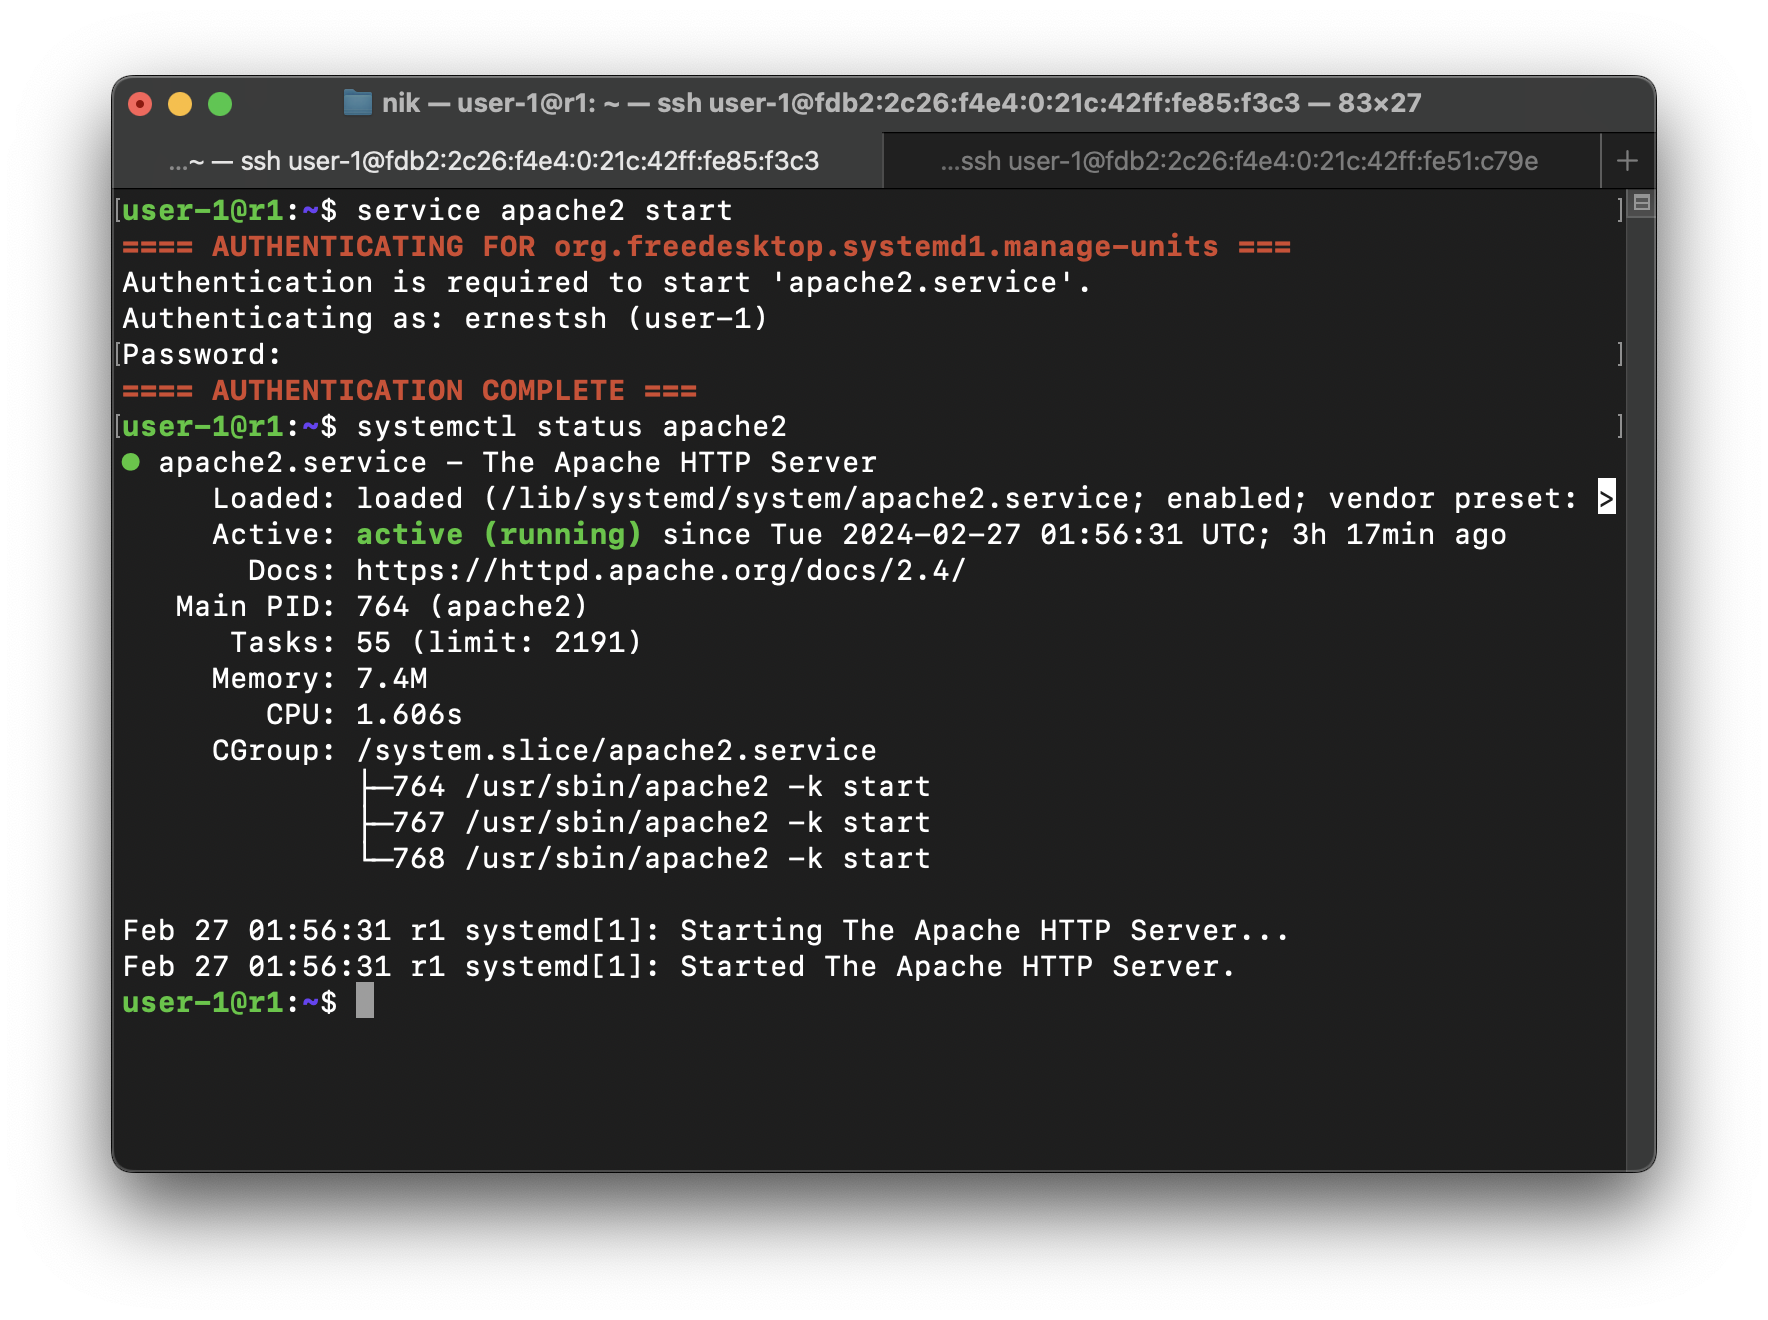 nik — user-1@r1: ~ — ssh user-1@fdb2:2c26:f4e4:0:21c:42ff:fe85:f3c3 — 83×27
...~ — ssh user-1@fdb2:2c26:f4e4:0:21c:42ff:fe85:f3c3
...ssh user-1@fdb2:2c26:f4e4:0:21c:42ff:fe51:c79e
+
[user-1@r1:~$ service apache2 start ]
==== AUTHENTICATING FOR org.freedesktop.systemd1.manage-units ===
Authentication is required to start 'apache2.service'.
Authenticating as: ernestsh (user-1)
[Password: ]
==== AUTHENTICATION COMPLETE ===
[user-1@r1:~$ systemctl status apache2 ]
● apache2.service - The Apache HTTP Server
Loaded: loaded (/lib/systemd/system/apache2.service; enabled; vendor preset: >
Active: active (running) since Tue 2024-02-27 01:56:31 UTC; 3h 17min ago
Docs: https://httpd.apache.org/docs/2.4/
Main PID: 764 (apache2)
Tasks: 55 (limit: 2191)
Memory: 7.4M
CPU: 1.606s
CGroup: /system.slice/apache2.service
├─764 /usr/sbin/apache2 -k start
├─767 /usr/sbin/apache2 -k start
└─768 /usr/sbin/apache2 -k start
Feb 27 01:56:31 r1 systemd[1]: Starting The Apache HTTP Server...
Feb 27 01:56:31 r1 systemd[1]: Started The Apache HTTP Server.
user-1@r1:~$